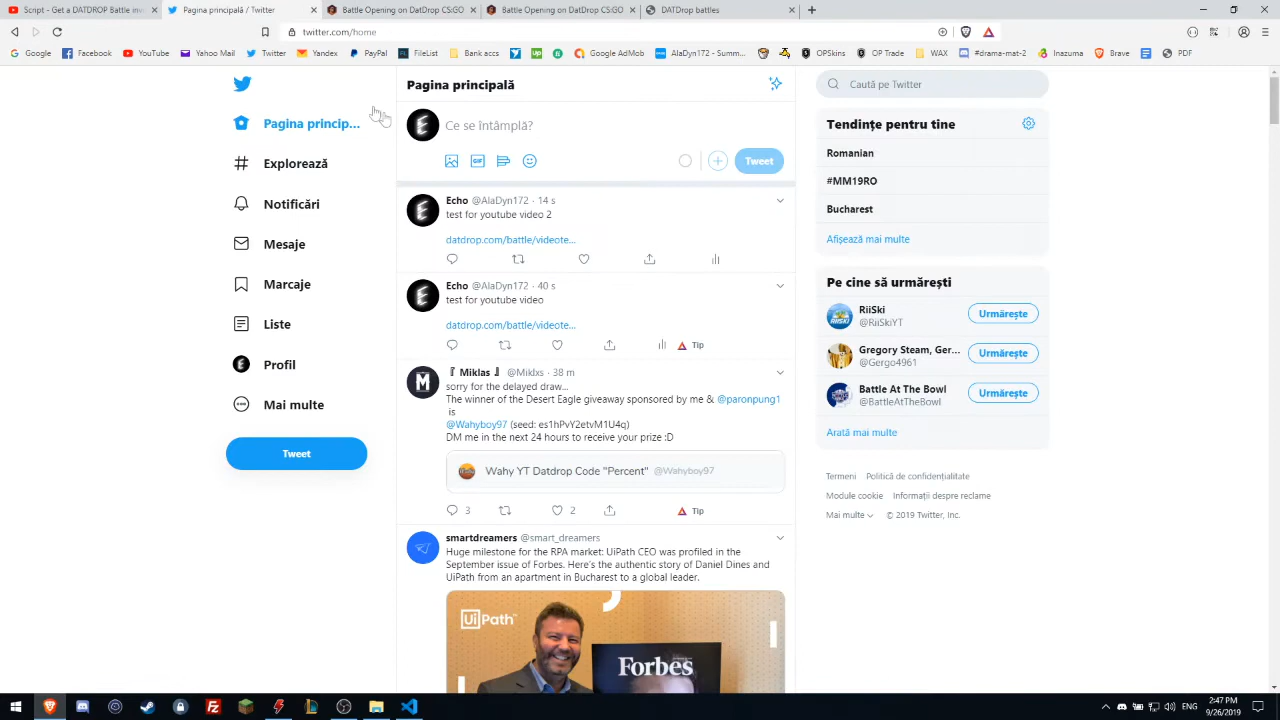 Script - Get a DATDROP Battle inv
Pagina principală / Twitter
Battle Opening on DatDrop CS:GO
Battle Opening on DatDrop CS:GO
DATDrop battles
twitter.com/home
Google
Facebook
YouTube
Yahoo Mail
Twitter
Yandex
PayPal
FileList
Bank accs
Google AdMob
AlaDyn172 - Summ...
OPSkins
OP Trade
WAX
#drama-mat-2
Inazuma
Brave
PDF
Pagina princip...
Explorează
Notificări
Mesaje
Marcaje
Liste
Profil
Mai multe
Tweet
Pagina principală
Ce se întâmplă?
GIF
Tweet
Echo @AlaDyn172 · 14 s
test for youtube video 2
datdrop.com/battle/videote...
Echo @AlaDyn172 · 40 s
test for youtube video
datdrop.com/battle/videote...
Tip
『 Miklas 』 @Miklxs · 38 m
sorry for the delayed draw...
The winner of the Desert Eagle giveaway sponsored by me & @paronpung1
is
@Wahyboy97 (seed: es1hPvY2etvM1U4q)
DM me in the next 24 hours to receive your prize :D
Wahy YT Datdrop Code "Percent" @Wahyboy97
3
2
Tip
smartdreamers @smart_dreamers
Huge milestone for the RPA market: UiPath CEO was profiled in the
September issue of Forbes. Here's the authentic story of Daniel Dines and
UiPath from an apartment in Bucharest to a global leader.
UiPath
Forbes
Caută pe Twitter
Tendințe pentru tine
Romanian
#MM19RO
Bucharest
Afișează mai multe
Pe cine să urmărești
RiiSki
@RiiSkiYT
Urmărește
Gregory Steam, Ger...
@Gergo4961
Urmărește
Battle At The Bowl
@BattleAtTheBowl
Urmărește
Arată mai multe
Termeni Politică de confidențialitate
Module cookie Informații despre reclame
Mai multe © 2019 Twitter, Inc.
ENG
2:47 PM
9/26/2019